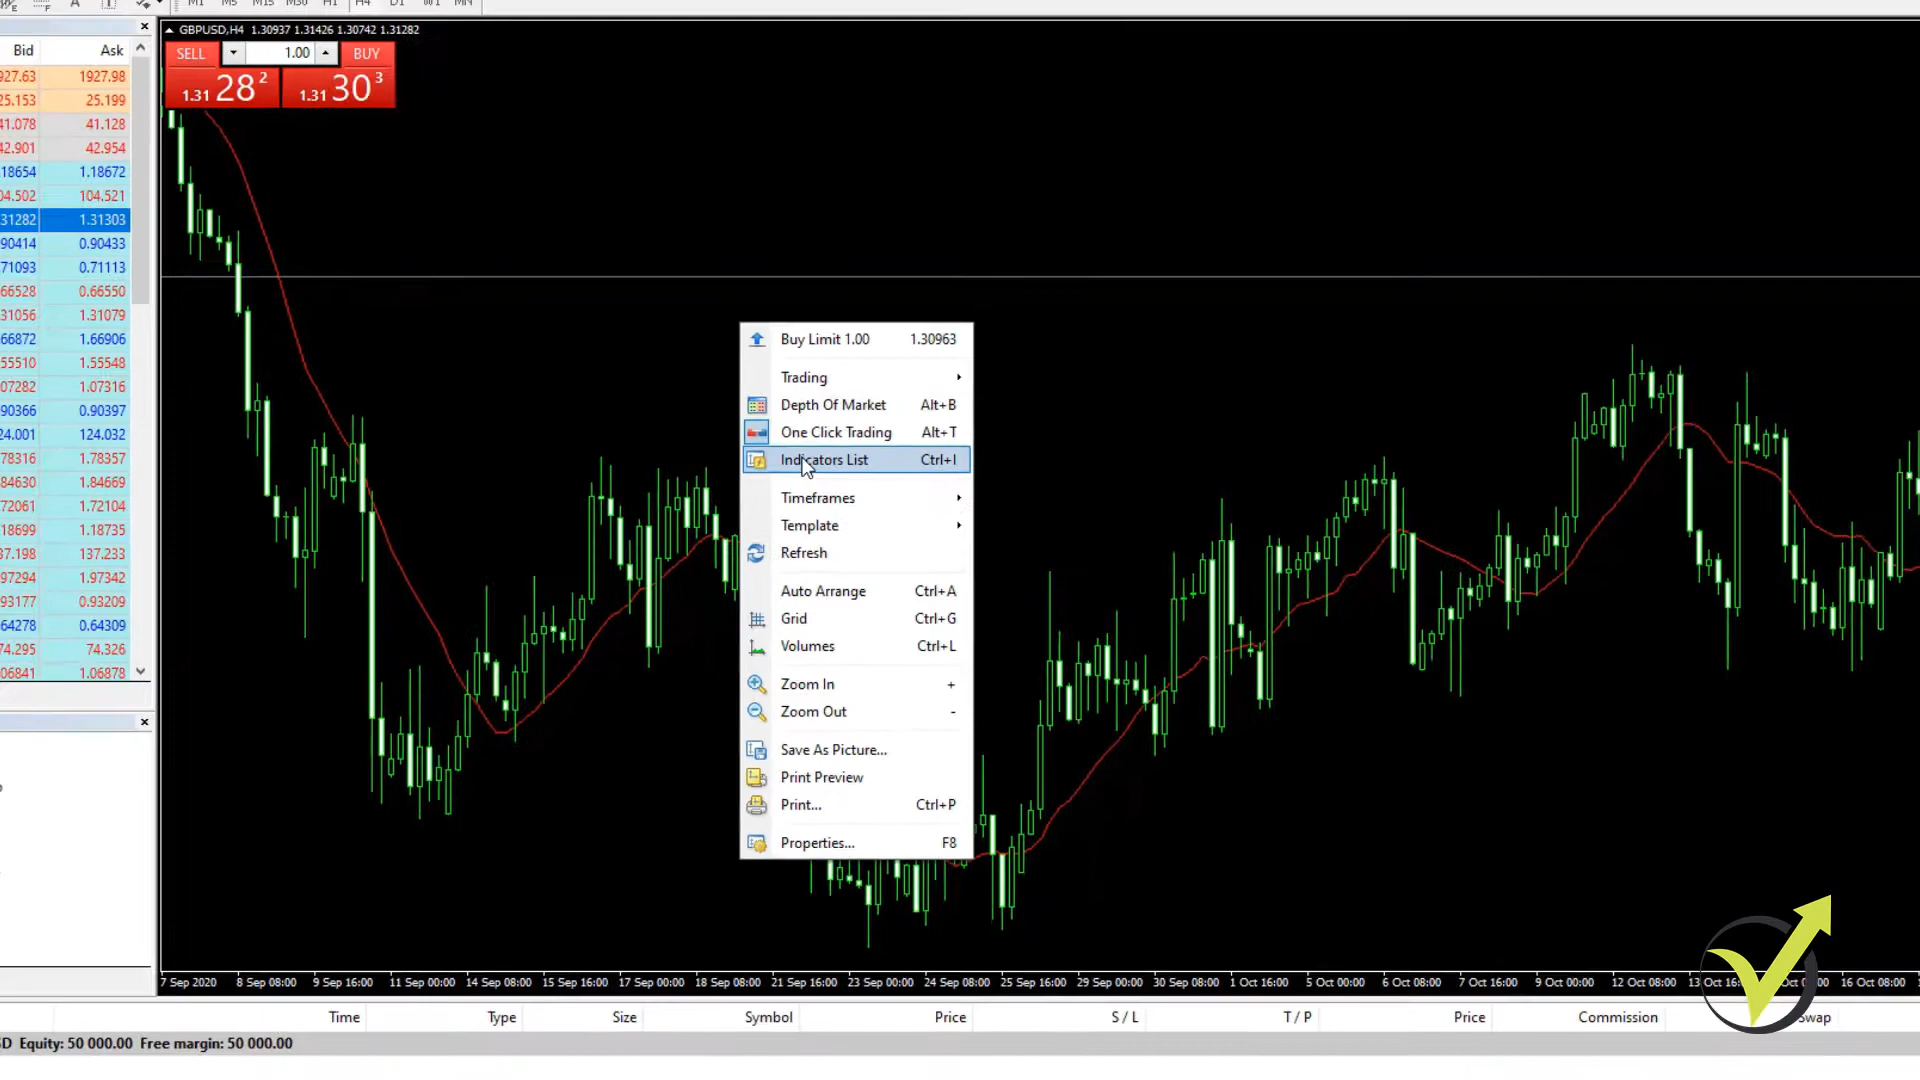 M1 M5 M15 M30 H1 H4 D1 W1 MN
GBPUSD,H4 1.30937 1.31426 1.30742 1.31282
SELL 1.00 BUY
1.31 28 2 1.31 30 3
Bid Ask
927.63 1927.98
25.153 25.199
41.078 41.128
42.901 42.954
.18654 1.18672
04.502 104.521
.31282 1.31303
.90414 0.90433
.71093 0.71113
.66528 0.66550
.31056 1.31079
.66872 1.66906
.55510 1.55548
.07282 1.07316
.90366 0.90397
24.001 124.032
.78316 1.78357
.84630 1.84669
.72061 1.72104
.18699 1.18735
37.198 137.233
.97294 1.97342
.93177 0.93209
.64278 0.64309
74.295 74.326
.06841 1.06878
Buy Limit 1.00 1.30963
Trading
Depth Of Market Alt+B
One Click Trading Alt+T
Indicators List Ctrl+I
Timeframes
Template
Refresh
Auto Arrange Ctrl+A
Grid Ctrl+G
Volumes Ctrl+L
Zoom In +
Zoom Out -
Save As Picture...
Print Preview
Print... Ctrl+P
Properties... F8
7 Sep 2020 8 Sep 08:00 9 Sep 16:00 11 Sep 00:00 14 Sep 08:00 15 Sep 16:00 17 Sep 00:00 18 Sep 08:00 21 Sep 16:00 23 Sep 00:00 24 Sep 08:00 25 Sep 16:00 29 Sep 00:00 30 Sep 08:00 1 Oct 16:00 5 Oct 00:00 6 Oct 08:00 7 Oct 16:00 9 Oct 00:00 12 Oct 08:00 13 Oct 16 Oct 08:00
Time Type Size Symbol Price S / L T / P Price Commission Swap
D Equity: 50 000.00 Free margin: 50 000.00